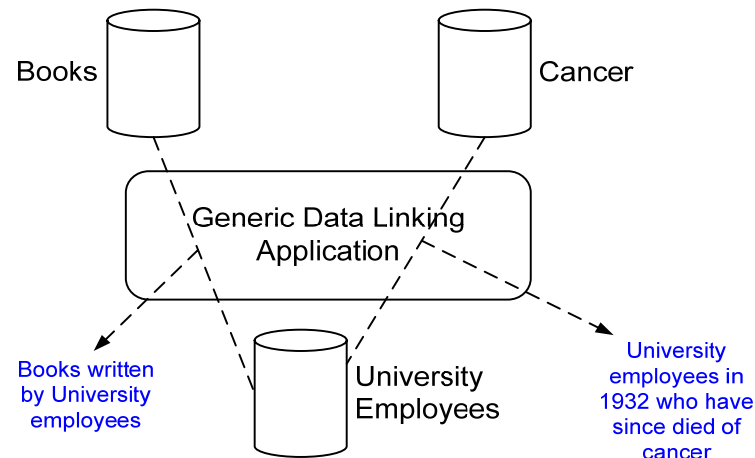 Books
Cancer
Generic Data Linking
Application
University
Employees
Books written
by University
employees
University
employees in
1932 who have
since died of
cancer